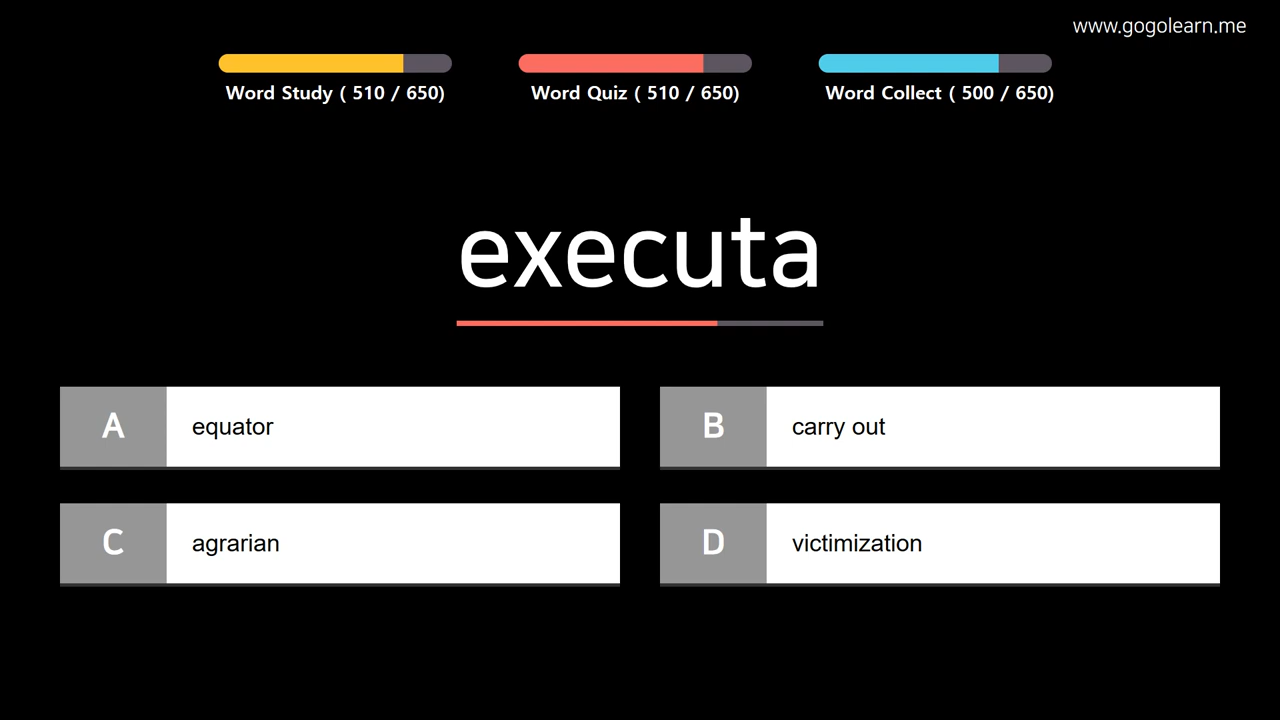 www.gogolearn.me
Word Study ( 510 / 650)
Word Quiz ( 510 / 650)
Word Collect ( 500 / 650)
executa
A equator
B carry out
C agrarian
D victimization